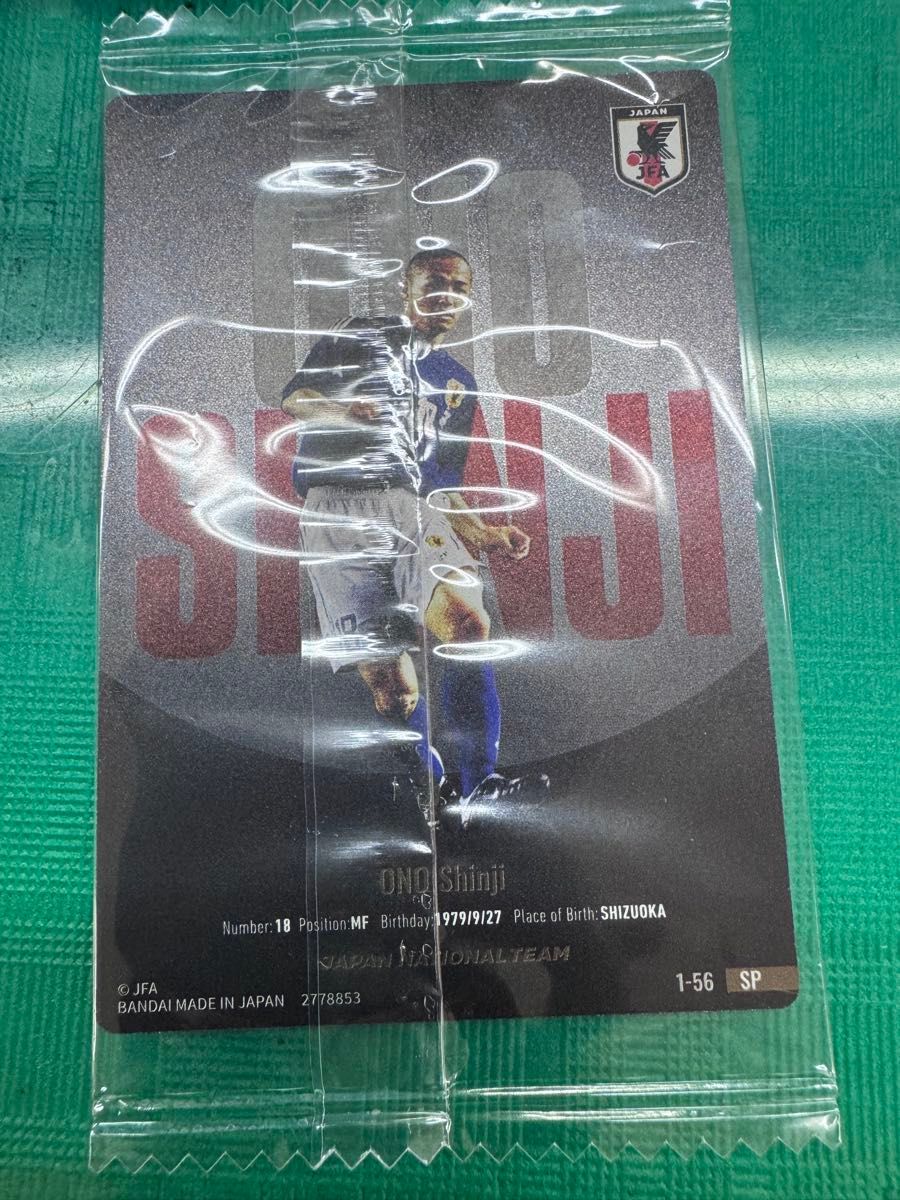 JAPAN
JFA
ONO
SHINJI
ONO Shinji
Number:18 Position:MF Birthday:1979/9/27 Place of Birth:SHIZUOKA
JAPAN NATIONAL TEAM
© JFA
BANDAI MADE IN JAPAN 2778853
1-56 SP